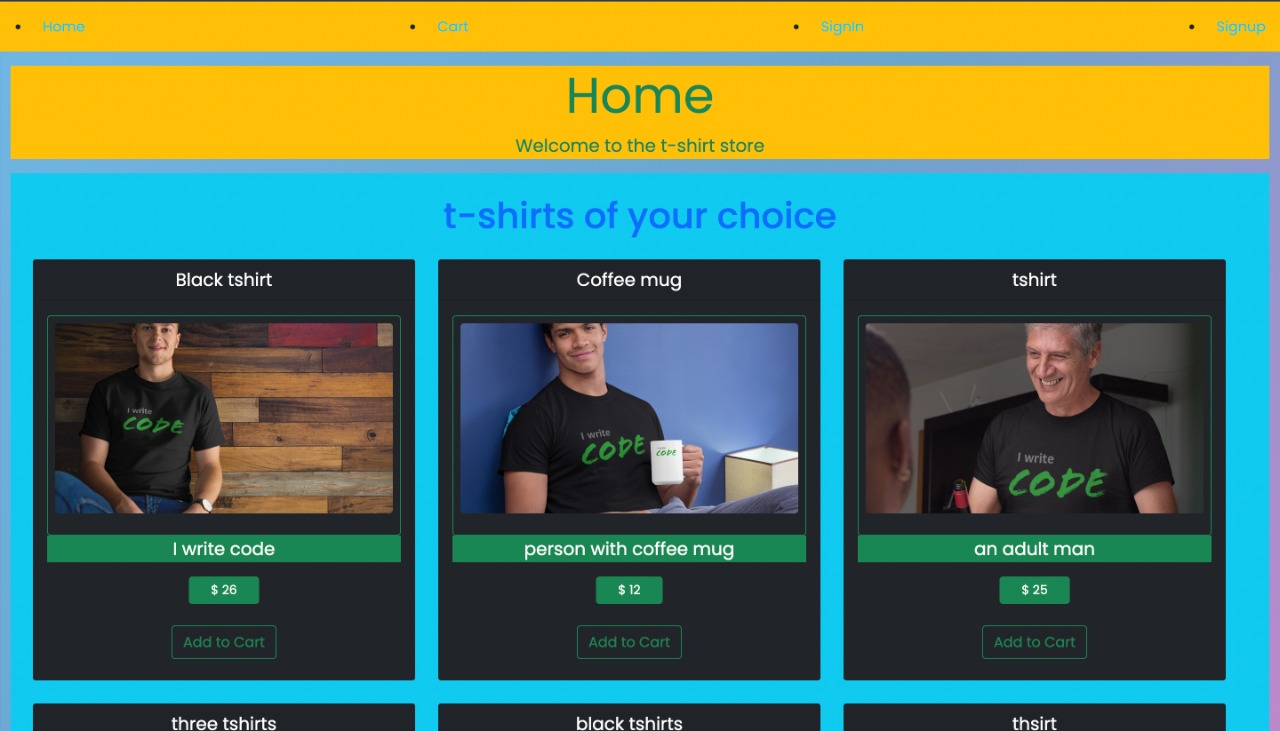 Home
Cart
SignIn
Signup
Home
Welcome to the t-shirt store
t-shirts of your choice
Black tshirt
I write
CODE
I write code
$ 26
Add to Cart
Coffee mug
I write
CODE
CODE
person with coffee mug
$ 12
Add to Cart
tshirt
I write
CODE
an adult man
$ 25
Add to Cart
three tshirts
black tshirts
thsirt